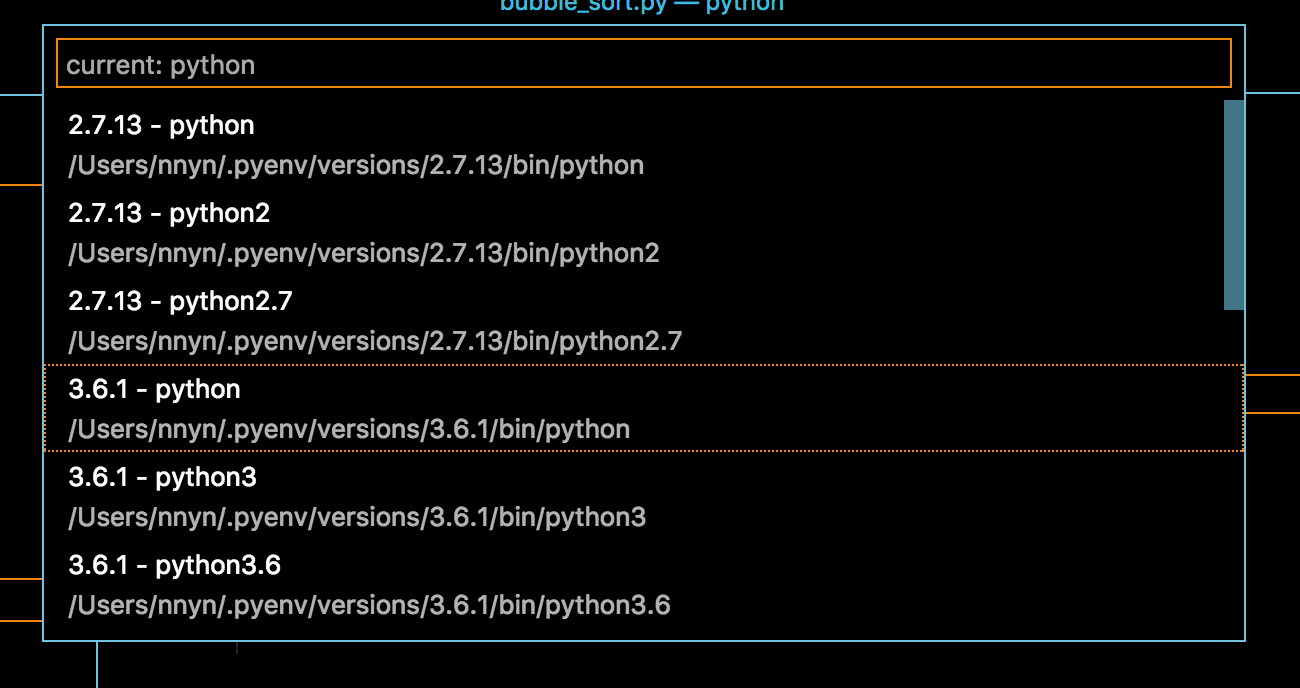 bubble_sort.py — python
current: python
2.7.13 - python
/Users/nnyn/.pyenv/versions/2.7.13/bin/python
2.7.13 - python2
/Users/nnyn/.pyenv/versions/2.7.13/bin/python2
2.7.13 - python2.7
/Users/nnyn/.pyenv/versions/2.7.13/bin/python2.7
3.6.1 - python
/Users/nnyn/.pyenv/versions/3.6.1/bin/python
3.6.1 - python3
/Users/nnyn/.pyenv/versions/3.6.1/bin/python3
3.6.1 - python3.6
/Users/nnyn/.pyenv/versions/3.6.1/bin/python3.6